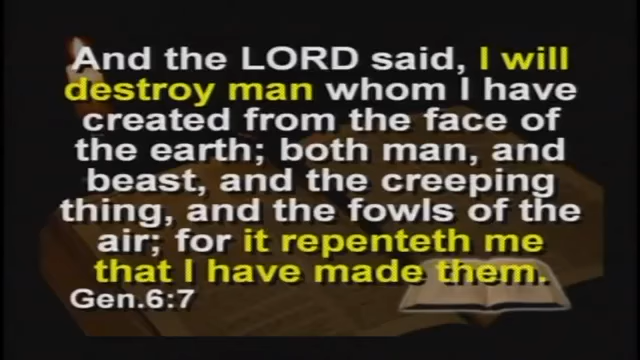 And the LORD said, I will
destroy man whom I have
created from the face of
the earth; both man, and
beast, and the creeping
thing, and the fowls of the
air; for it repenteth me
that I have made them.
Gen.6:7